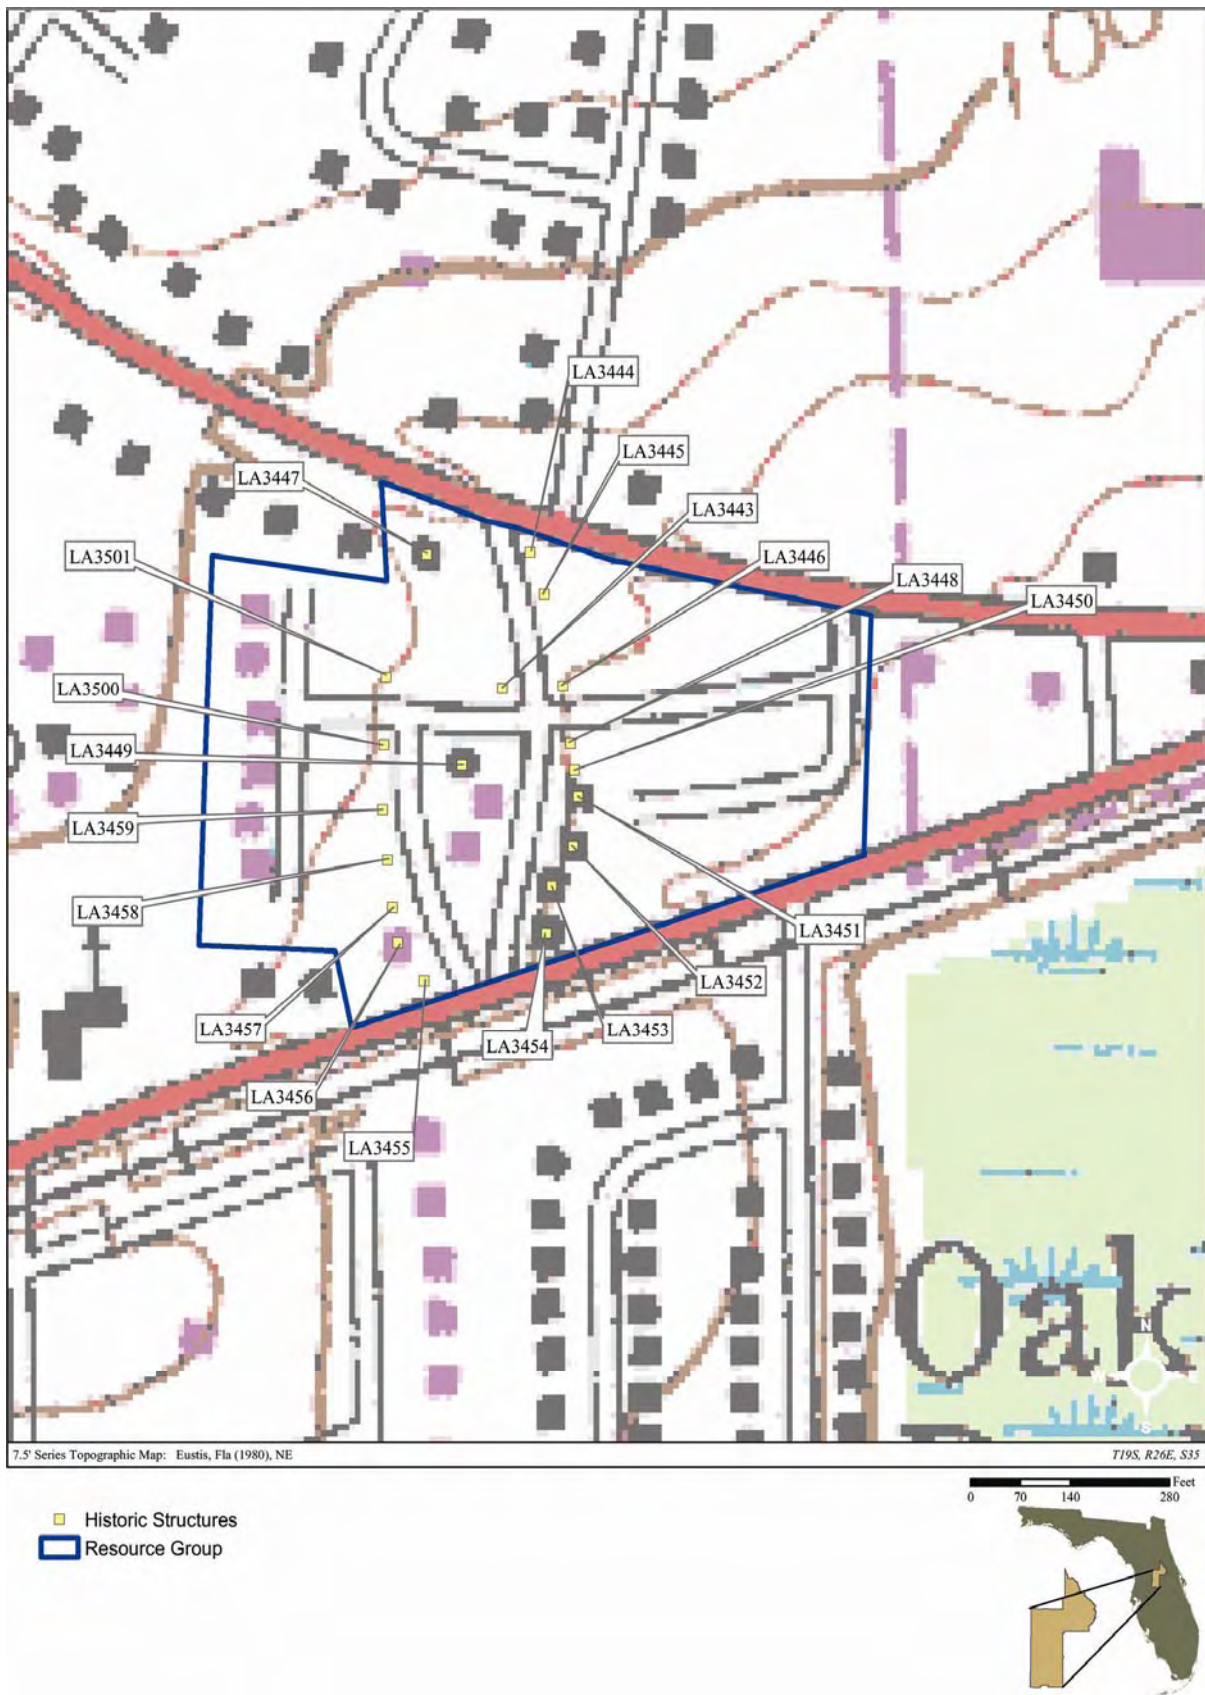 LA3444
LA3445
LA3447
LA3443
LA3501
LA3446
LA3448
LA3450
LA3500
LA3449
LA3459
LA3458
LA3451
LA3452
LA3457
LA3453
LA3454
LA3456
LA3455
Oak
N
W E
S
7.5' Series Topographic Map: Eustis, Fla (1980), NE
T19S, R26E, S35
Feet
0 70 140 280
Historic Structures
Resource Group